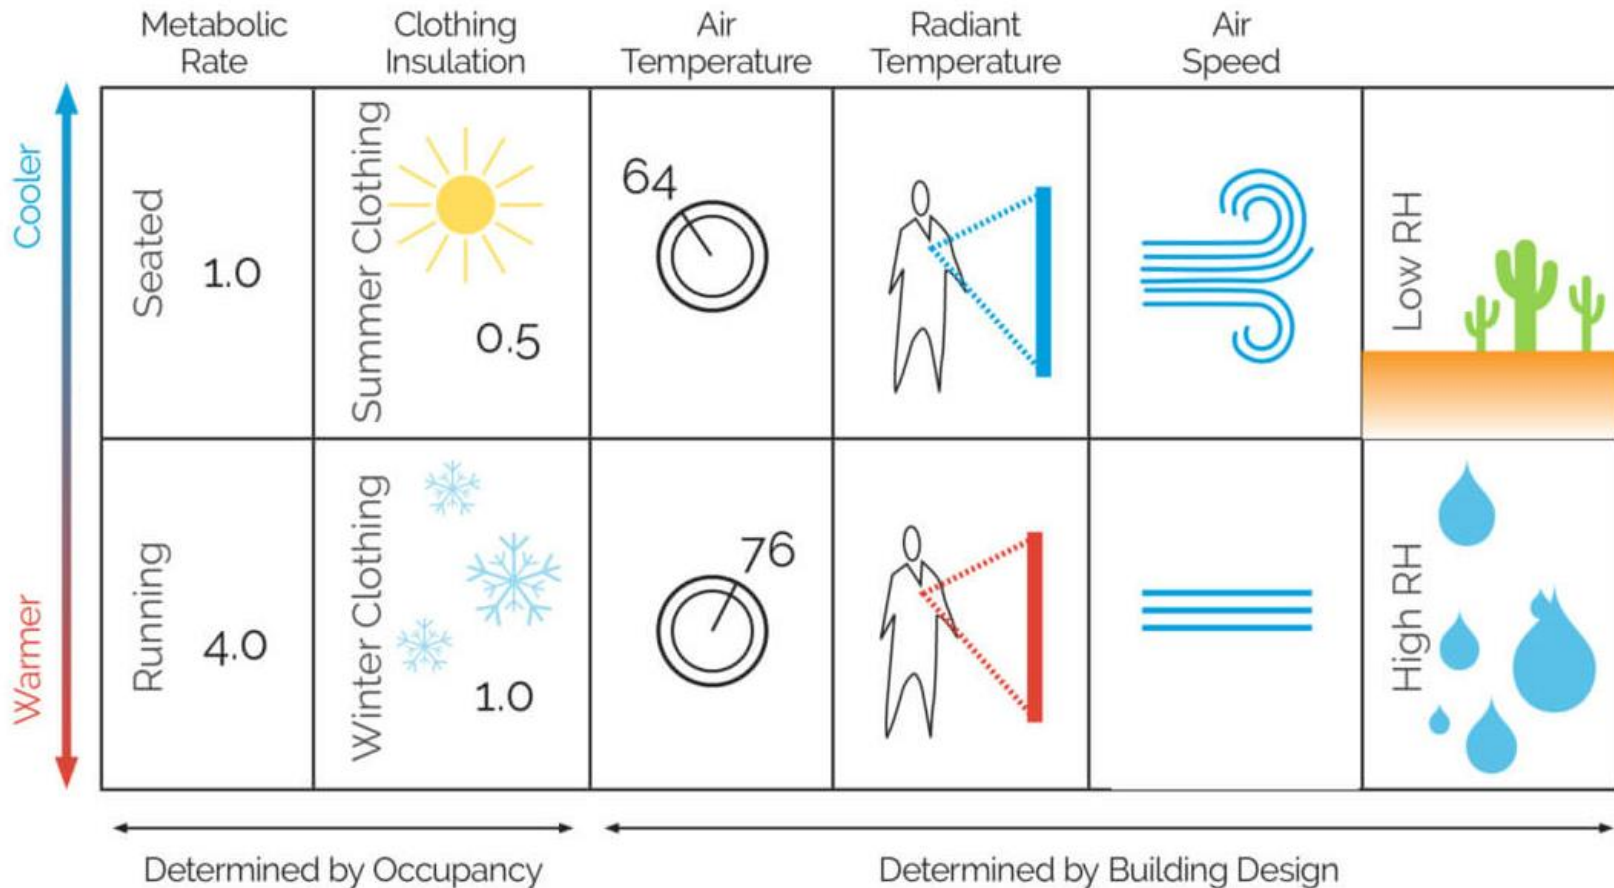 Metabolic
Rate
Clothing
Insulation
Air
Temperature
Radiant
Temperature
Air
Speed
Cooler
Seated
1.0
Summer Clothing
0.5
64
Low RH
Warmer
Running
4.0
Winter Clothing
1.0
76
High RH
Determined by Occupancy
Determined by Building Design